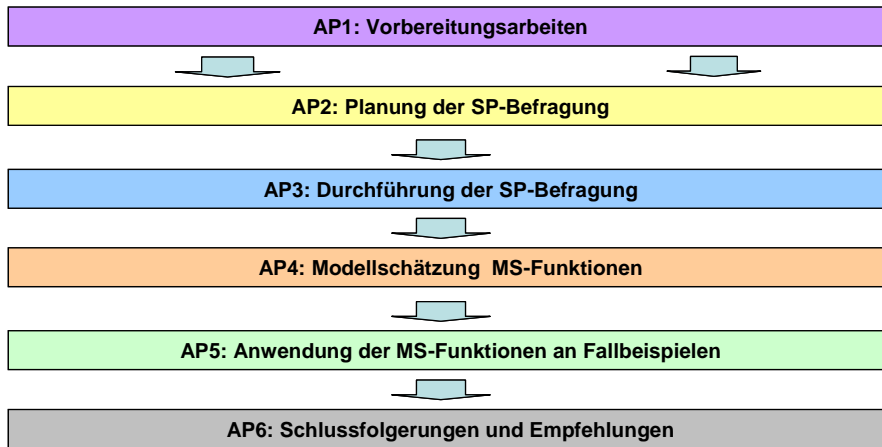 AP1: Vorbereitungsarbeiten
AP2: Planung der SP-Befragung
AP3: Durchführung der SP-Befragung
AP4: Modellschätzung MS-Funktionen
AP5: Anwendung der MS-Funktionen an Fallbeispielen
AP6: Schlussfolgerungen und Empfehlungen